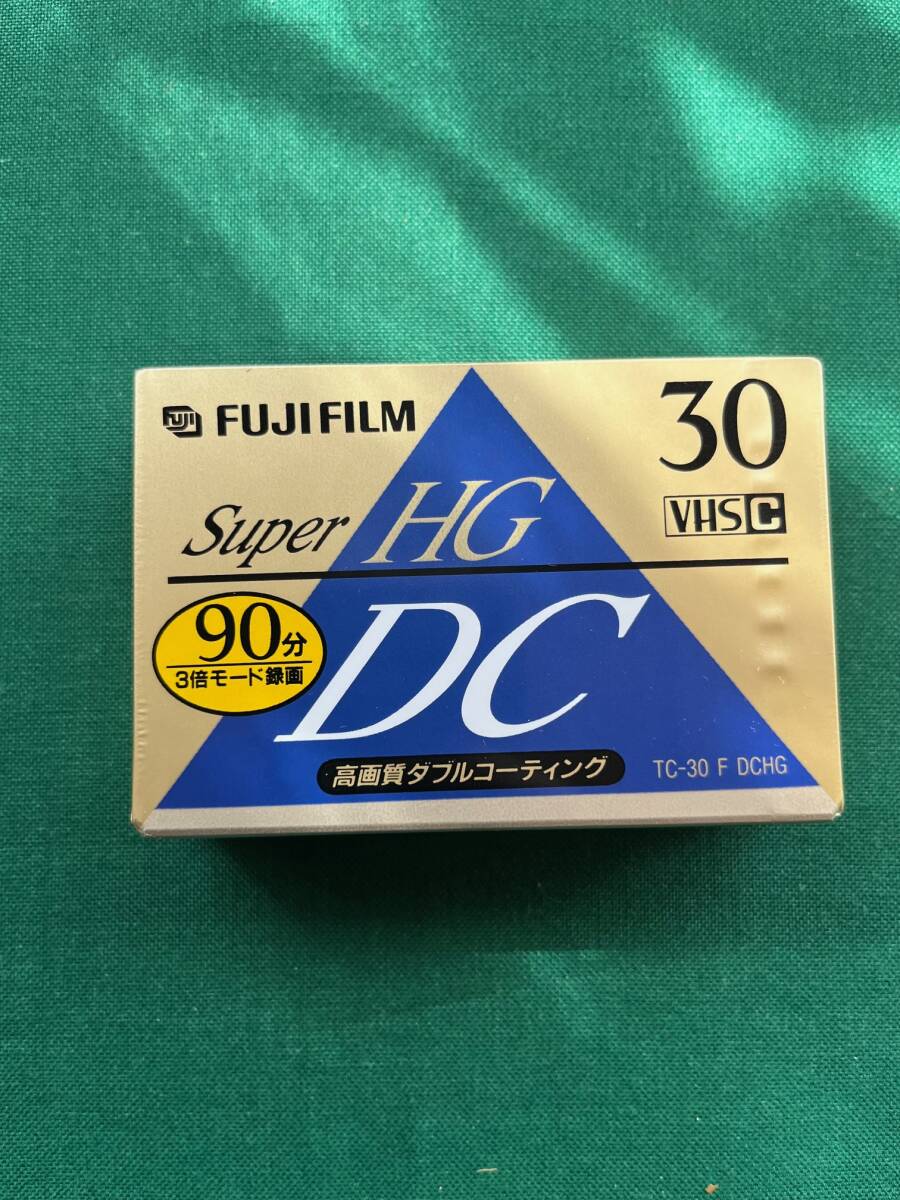 FUJI FUJIFILM
30
VHS C
Super HG
DC
90分
3倍モード録画
高画質ダブルコーティング
TC-30 F DCHG